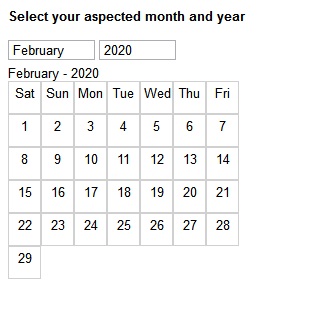 Select your aspected month and year
February 2020
February - 2020
Sat Sun Mon Tue Wed Thu Fri
1 2 3 4 5 6 7
8 9 10 11 12 13 14
15 16 17 18 19 20 21
22 23 24 25 26 27 28
29